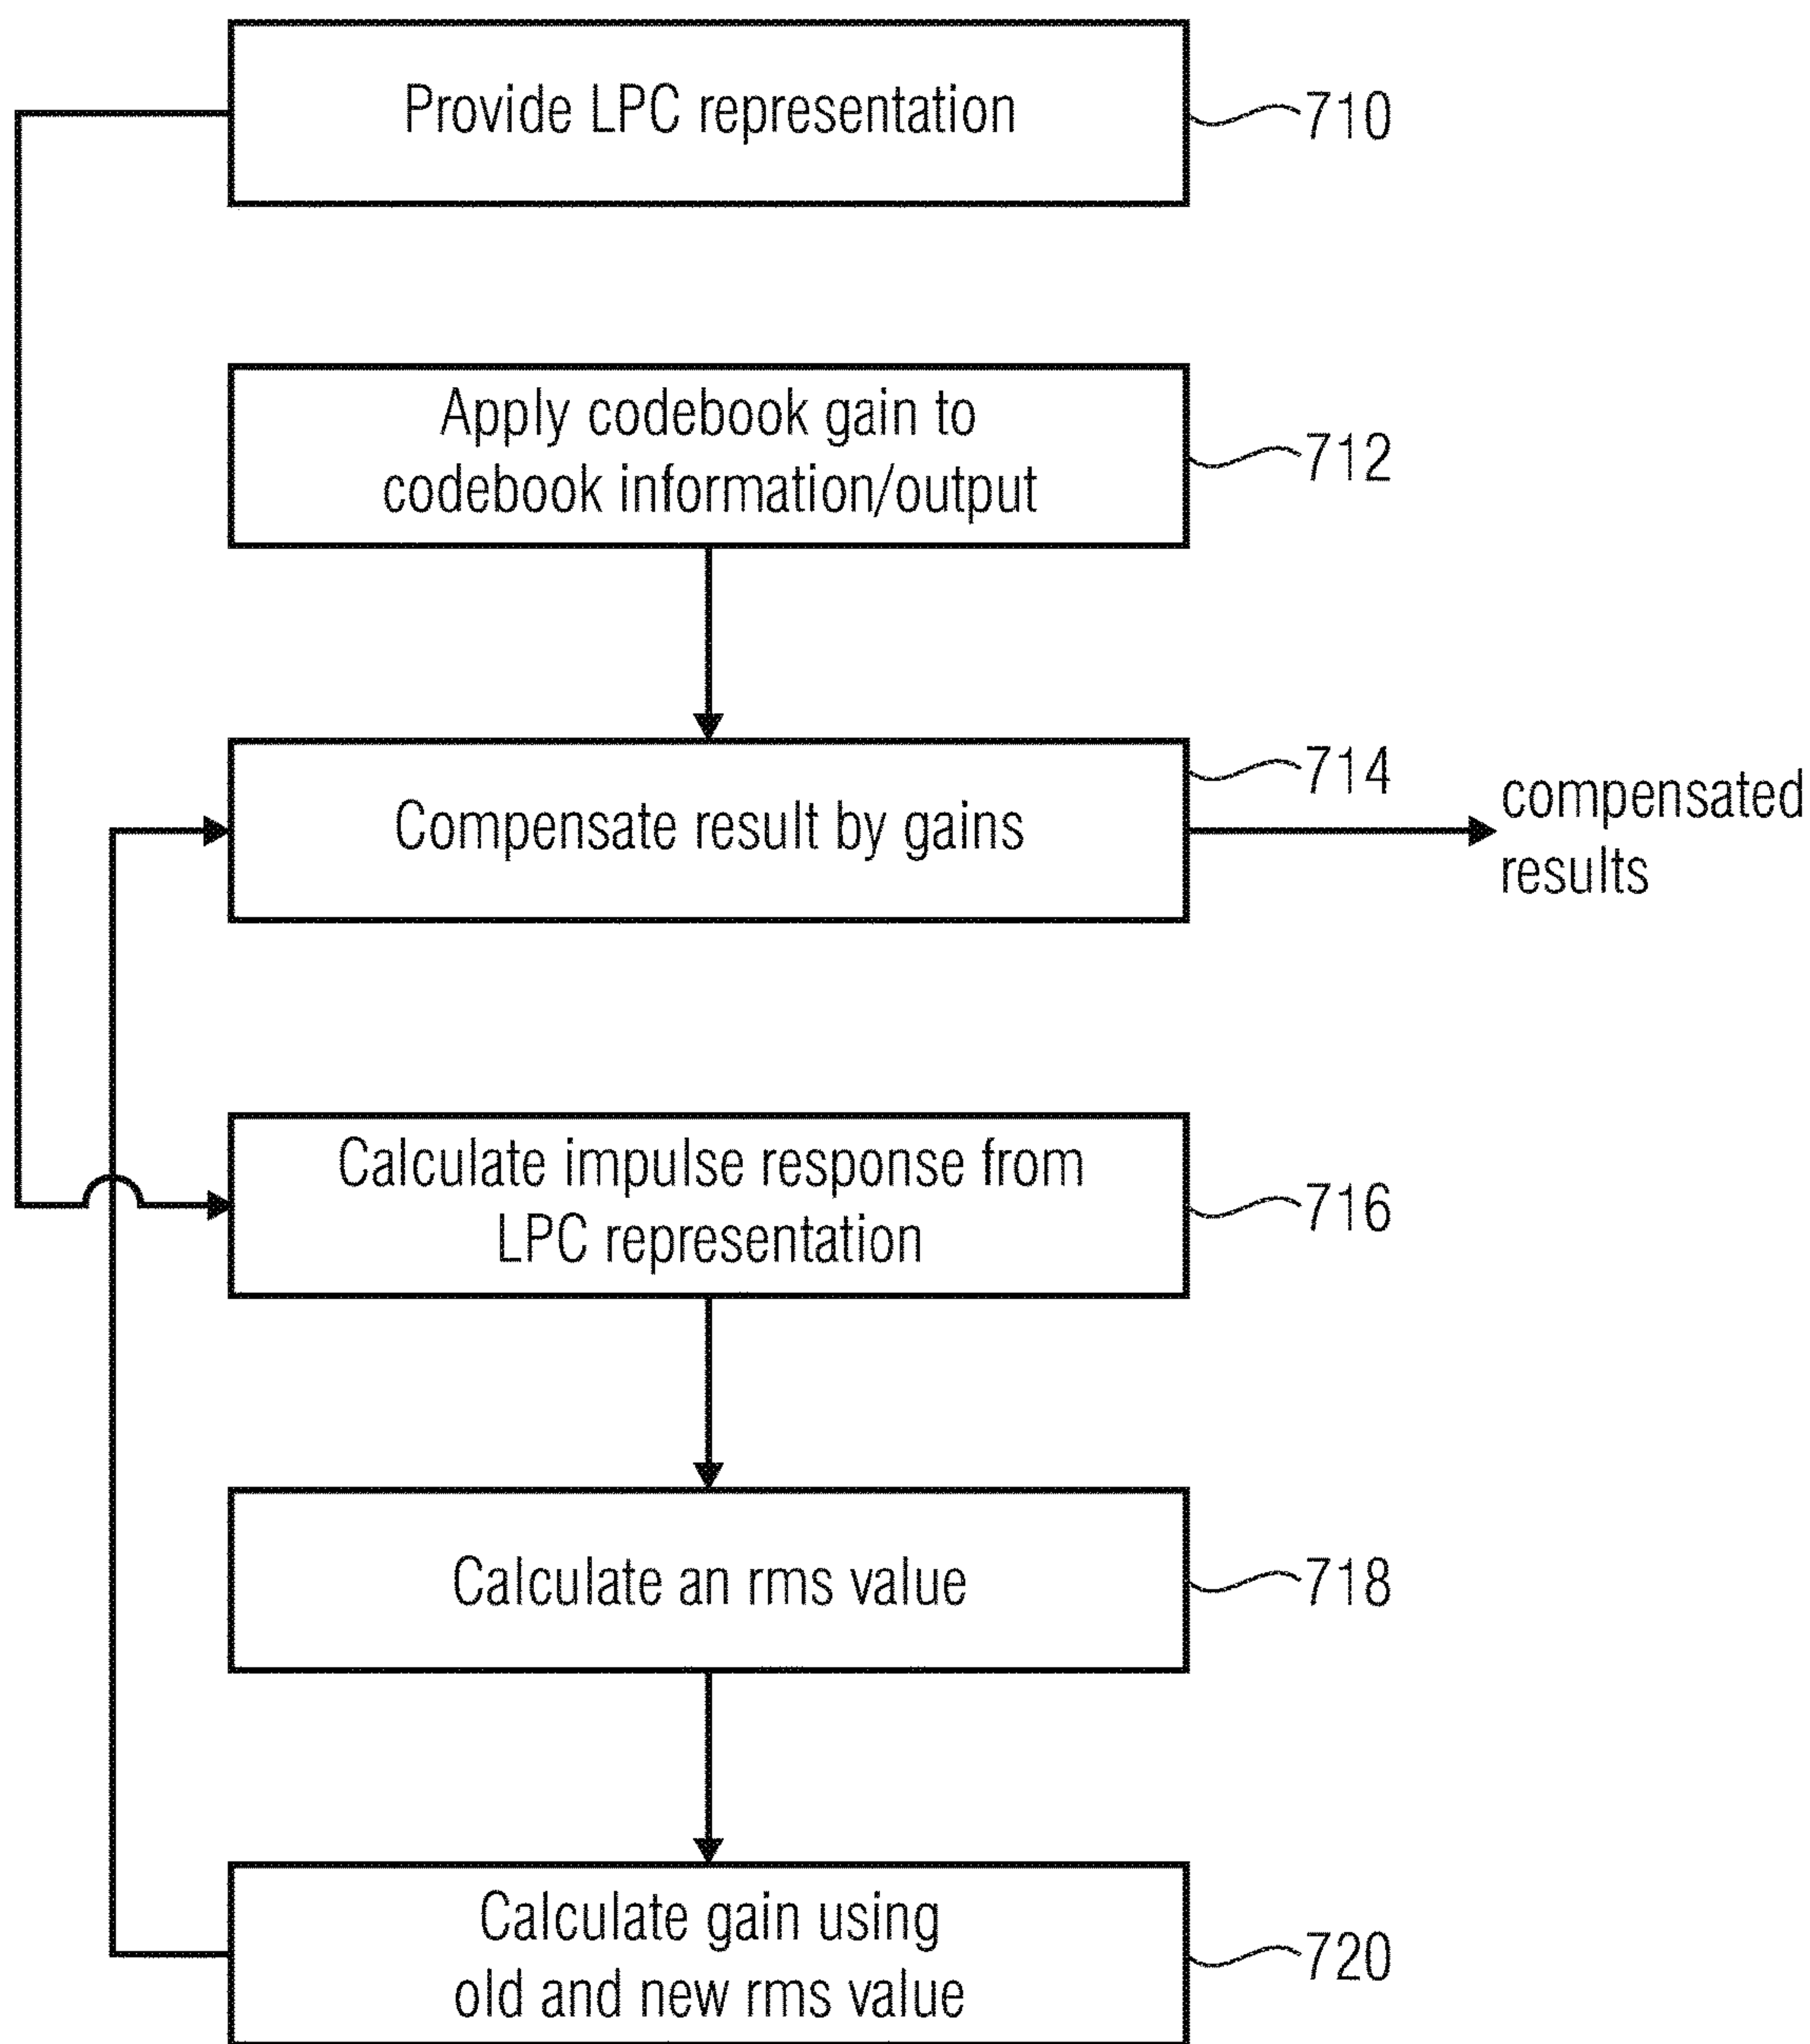 Provide LPC representation
710
Apply codebook gain to
codebook information/output
712
Compensate result by gains
714
compensated
results
Calculate impulse response from
LPC representation
716
Calculate an rms value
718
Calculate gain using
old and new rms value
720